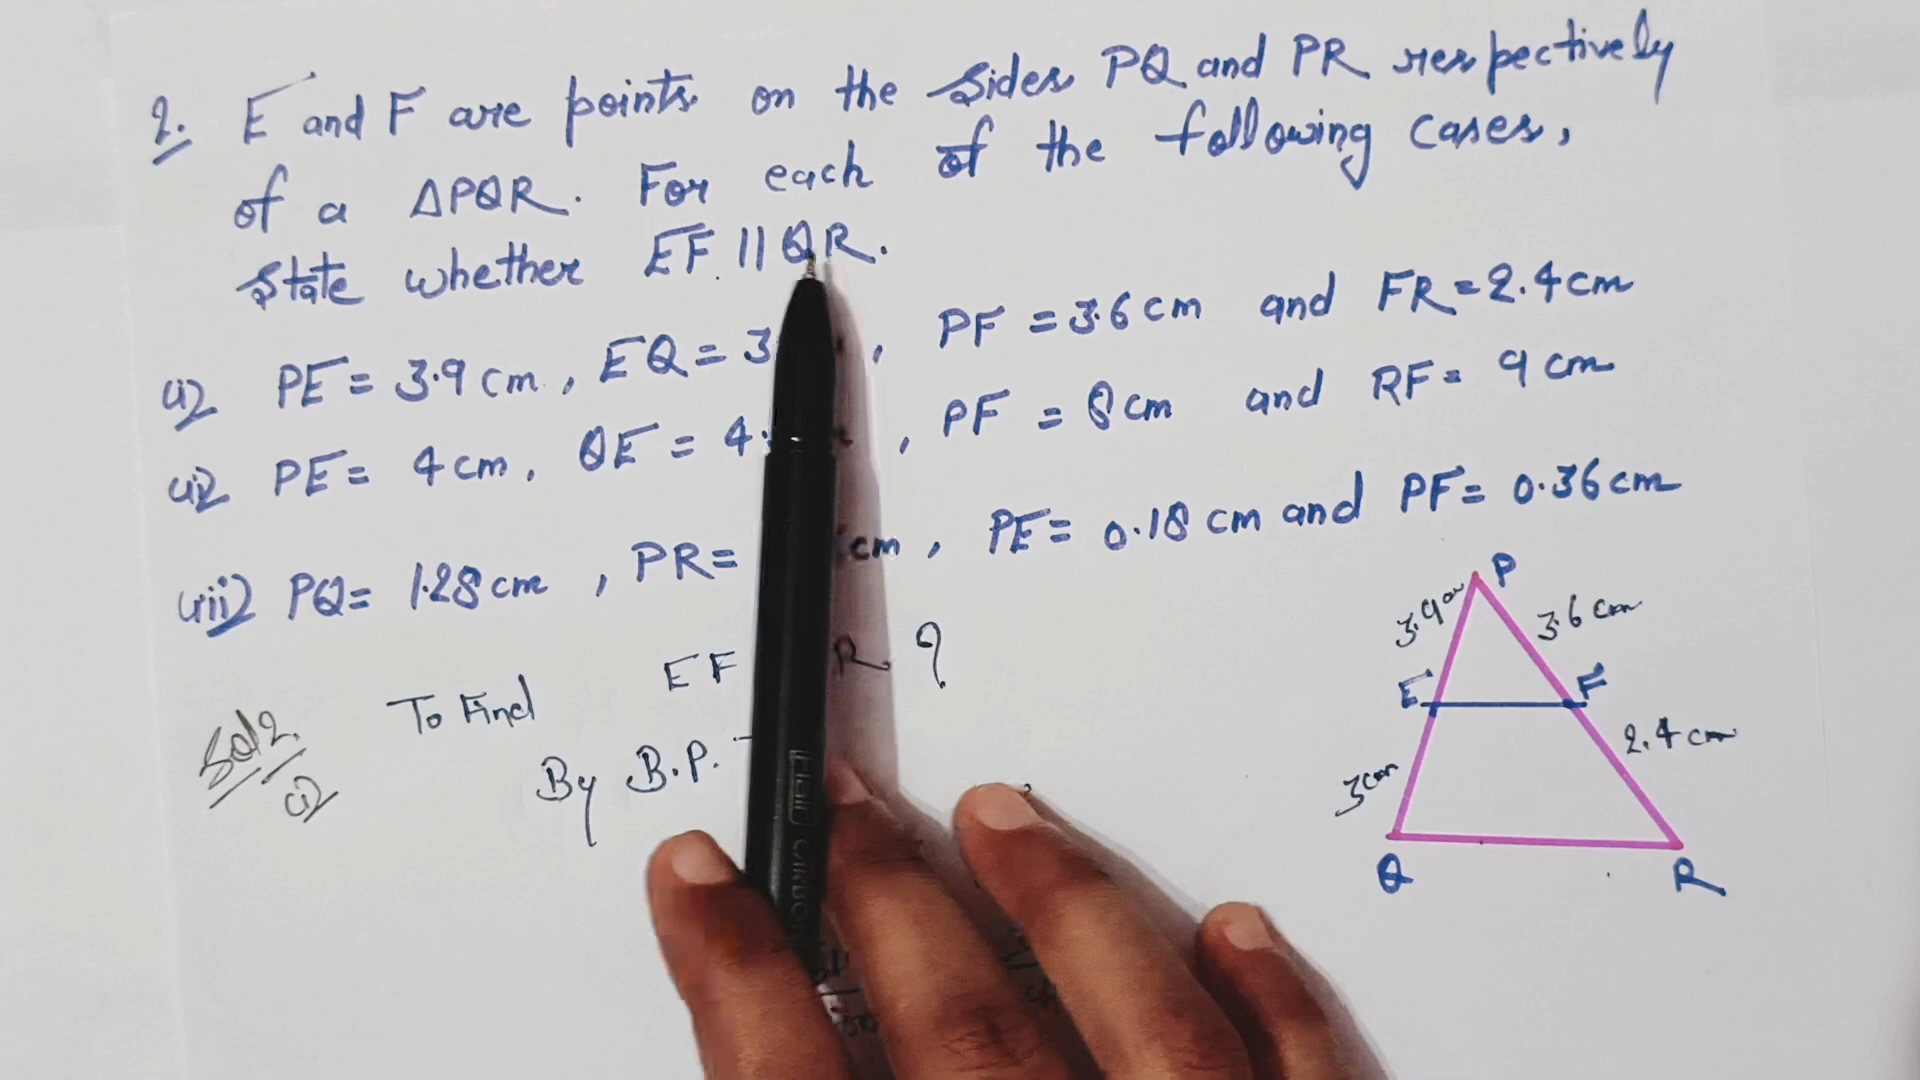 2. E and F are points on the sides PQ and PR respectively
of a ΔPQR. For each of the following cases,
State whether EF || QR.
(i) PE = 3.9 cm, EQ = 3 , PF = 3.6 cm and FR = 2.4 cm
(ii) PE = 4 cm, QE = 4. , PF = 8 cm and RF = 9 cm
(iii) PQ = 1.28 cm, PR = cm, PE = 0.18 cm and PF = 0.36 cm
Sol 2. (i)
To Find EF R ?
By B.P.
P
3.9 cm
3.6 cm
E
F
3 cm
2.4 cm
Q
R